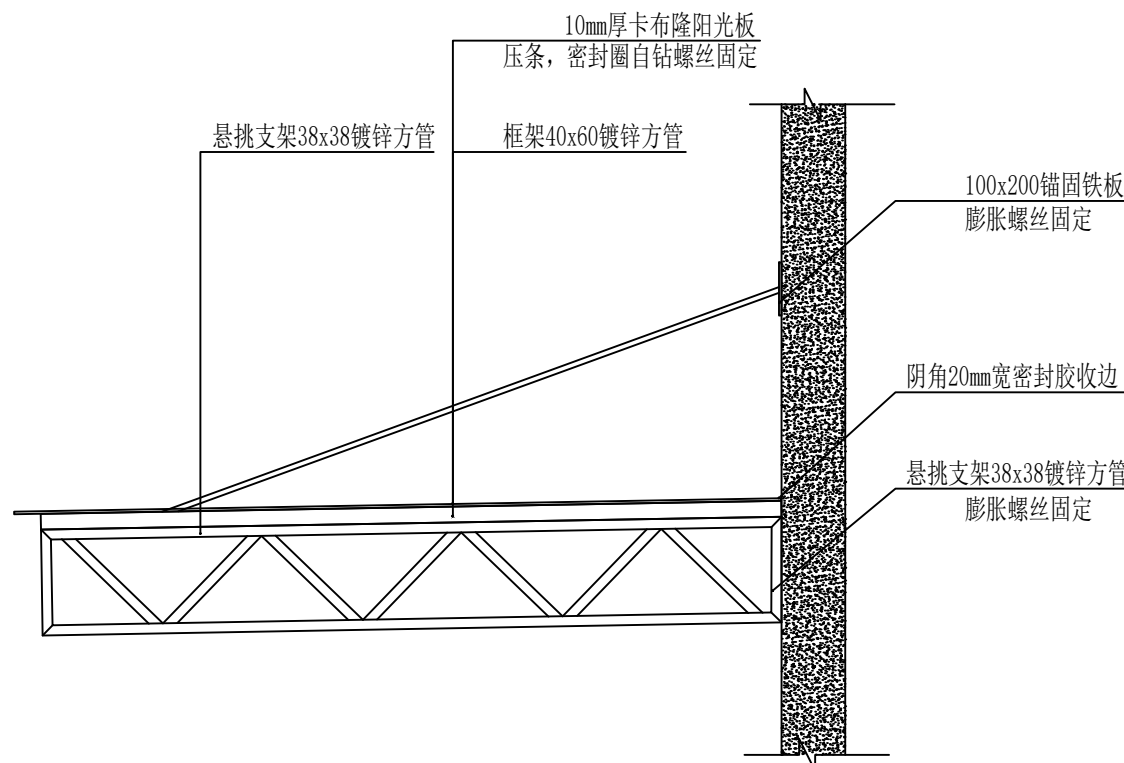 10mm厚卡布隆阳光板
压条，密封圈自钻螺丝固定
悬挑支架38x38镀锌方管
框架40x60镀锌方管
100x200锚固铁板
膨胀螺丝固定
阴角20mm宽密封胶收边
悬挑支架38x38镀锌方管
膨胀螺丝固定